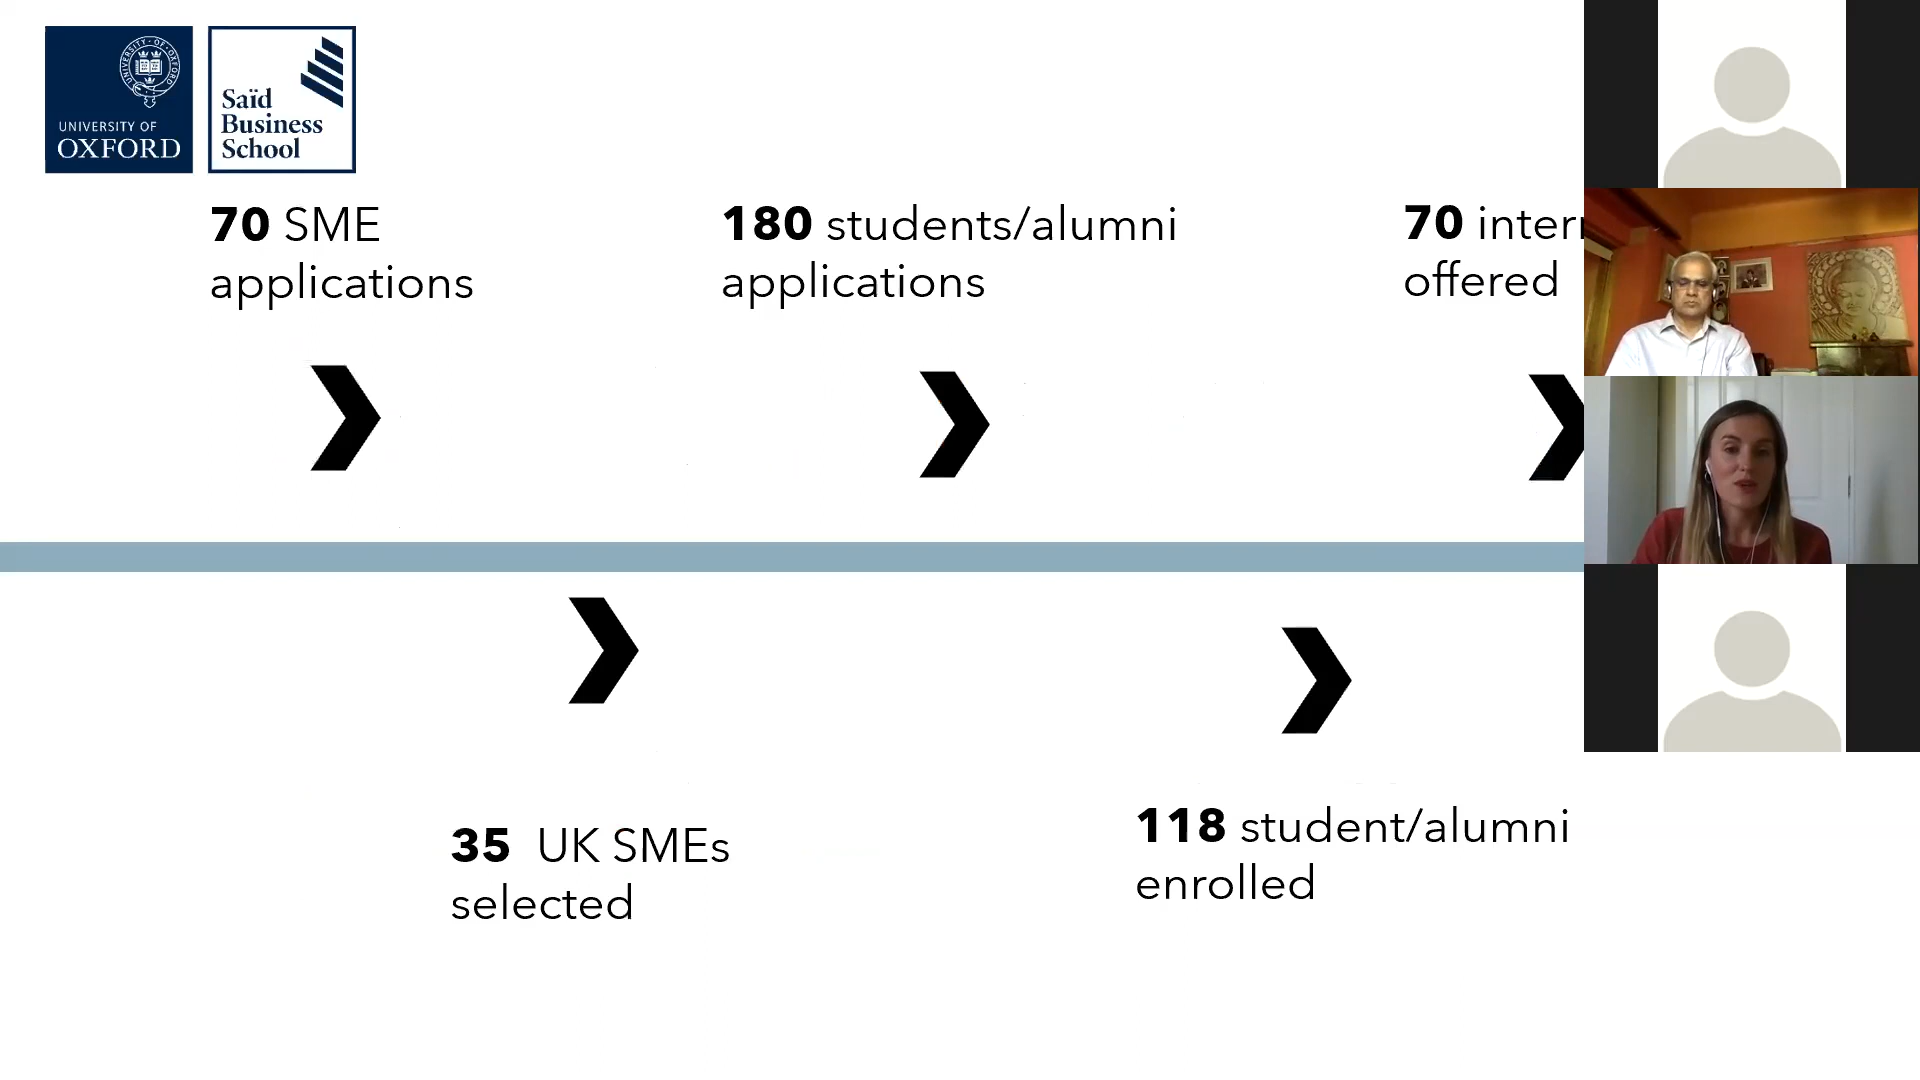 UNIVERSITY OF
OXFORD
Saïd
Business
School
70 SME
applications
180 students/alumni
applications
70
offered
35 UK SMEs
selected
118 student/alumni
enrolled